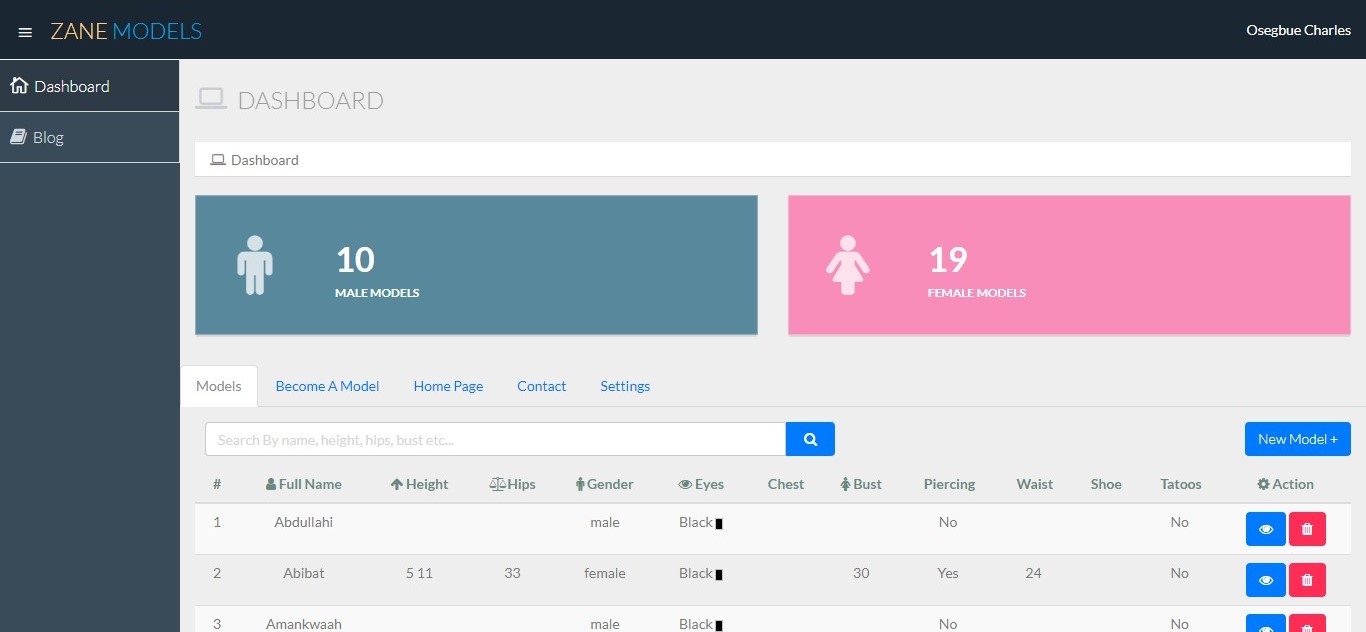 ZANE MODELS
Osegbue Charles
Dashboard
Blog
DASHBOARD
Dashboard
10
MALE MODELS
19
FEMALE MODELS
Models Become A Model Home Page Contact Settings
Search By name, height, hips, bust etc...
New Model +
# Full Name Height Hips Gender Eyes Chest Bust Piercing Waist Shoe Tatoos Action
1 Abdullahi male Black No No
2 Abibat 5 11 33 female Black 30 Yes 24 No
3 Amankwaah male Black No No